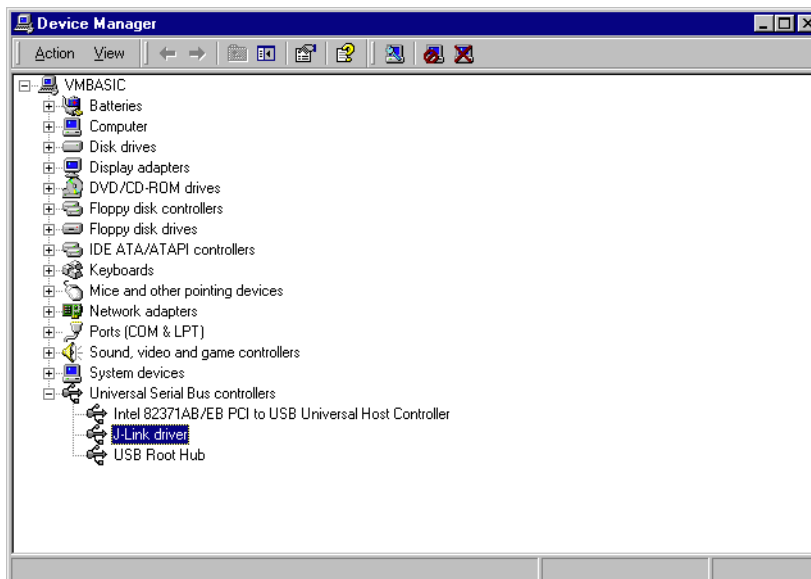 Device Manager
Action View
VMBASIC
Batteries
Computer
Disk drives
Display adapters
DVD/CD-ROM drives
Floppy disk controllers
Floppy disk drives
IDE ATA/ATAPI controllers
Keyboards
Mice and other pointing devices
Network adapters
Ports (COM & LPT)
Sound, video and game controllers
System devices
Universal Serial Bus controllers
Intel 82371AB/EB PCI to USB Universal Host Controller
J-Link driver
USB Root Hub